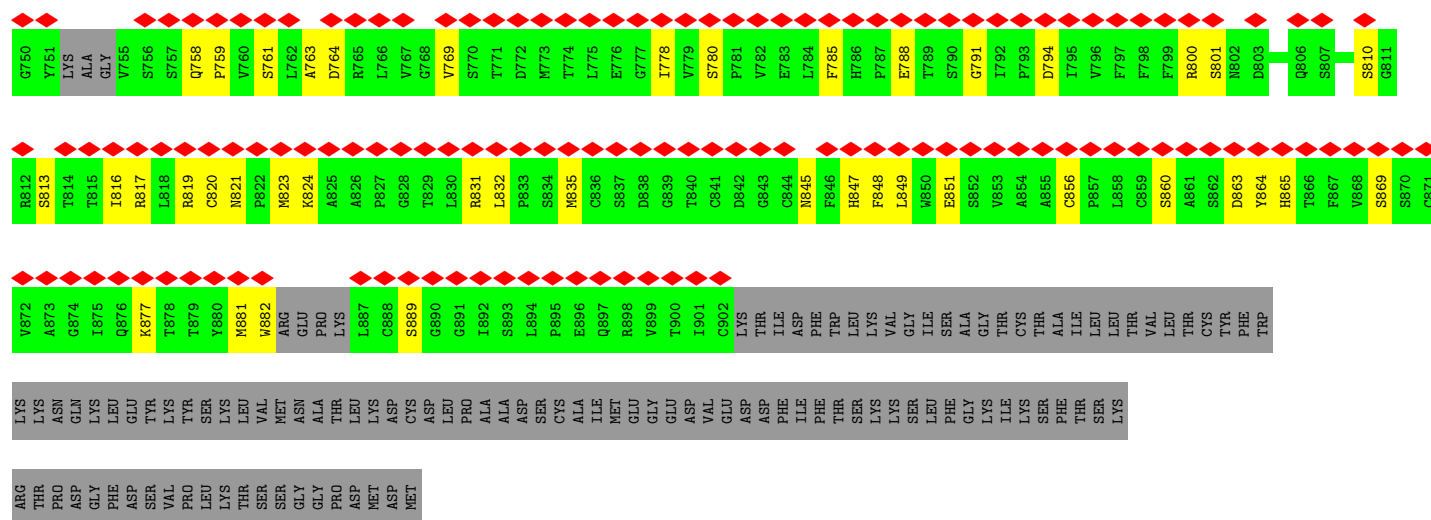 G750 Y751 LYS ALA GLY V755 S756 S757 Q758 P759 V760 S761 L762 A763 D764 R765 L766 V767 G768 V769 S770 T771 D772 M773 T774 L775 E776 G777 I778 V779 S780 P781 V782 E783 L784 F785 H786 P787 E788 T789 S790 G791 I792 P793 D794 I795 V796 F797 F798 F799 R800 S801 N802 D803 Q806 S807 S810 G811
R812 S813 T814 T815 I816 R817 L818 R819 C820 N821 P822 M823 K824 A825 A826 P827 G828 T829 L830 R831 L832 P833 S834 M835 C836 S837 D838 G839 T840 C841 D842 G843 C844 N845 F846 H847 F848 L849 W850 E851 S852 V853 A854 A855 C856 P857 L858 C859 S860 A861 S862 D863 Y864 H865 T866 F867 V868 S869 S870 C871
V872 A873 G874 I875 Q876 K877 T878 T879 Y880 M881 W882 ARG GLU PRO LYS L887 C888 S889 G890 G891 I892 S893 L894 P895 E896 Q897 R898 V899 T900 I901 C902 LYS THR ILE ASP PHE TRP LEU LYS VAL GLY ILE SER ALA GLY THR CYS THR ALA ILE LEU LEU THR VAL LEU THR CYS TYR PHE TRP
LYS LYS ASN GLN LYS LEU GLU TYR LYS TYR SER LYS LEU VAL MET ASN ALA THR LEU LYS ASP CYS ASP LEU PRO ALA ALA ASP SER CYS ALA ILE MET GLU GLY GLU ASP VAL GLU ASP ASP PHE ILE PHE THR SER LYS LYS SER LEU PHE GLY LYS ILE LYS SER PHE THR SER LYS
ARG THR PRO ASP GLY PHE ASP SER VAL PRO LEU LYS THR SER SER GLY GLY PRO ASP MET ASP MET